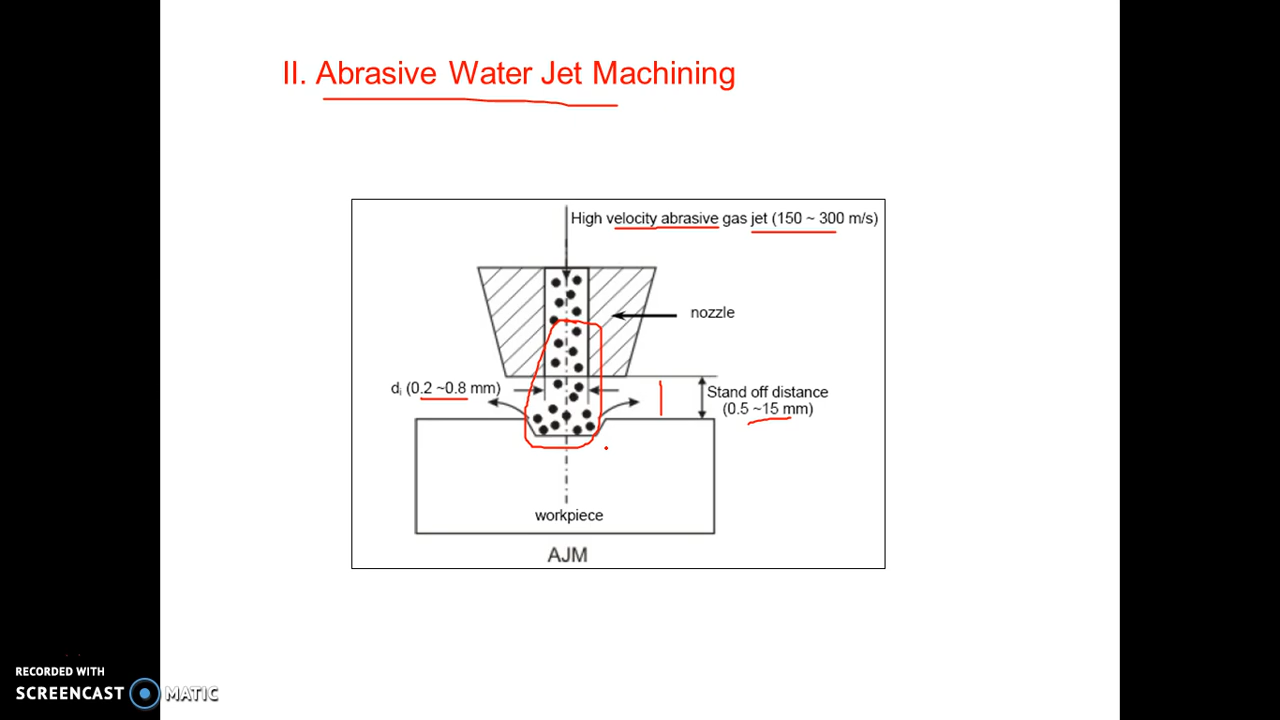 II. Abrasive Water Jet Machining
High velocity abrasive gas jet (150 ~ 300 m/s)
nozzle
dᵢ (0.2 ~0.8 mm)
Stand off distance
(0.5 ~15 mm)
workpiece
AJM
RECORDED WITH
SCREENCAST MATIC